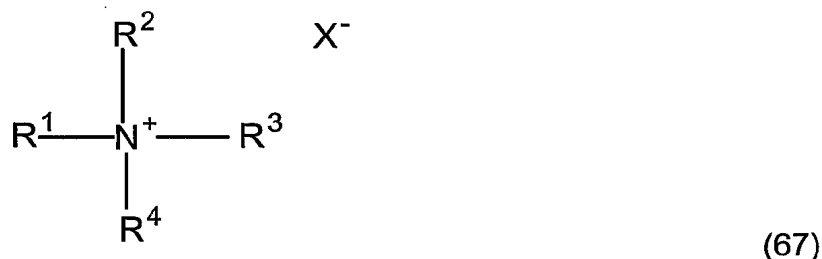 R² X⁻
R¹ N⁺ R³
R⁴
(67)